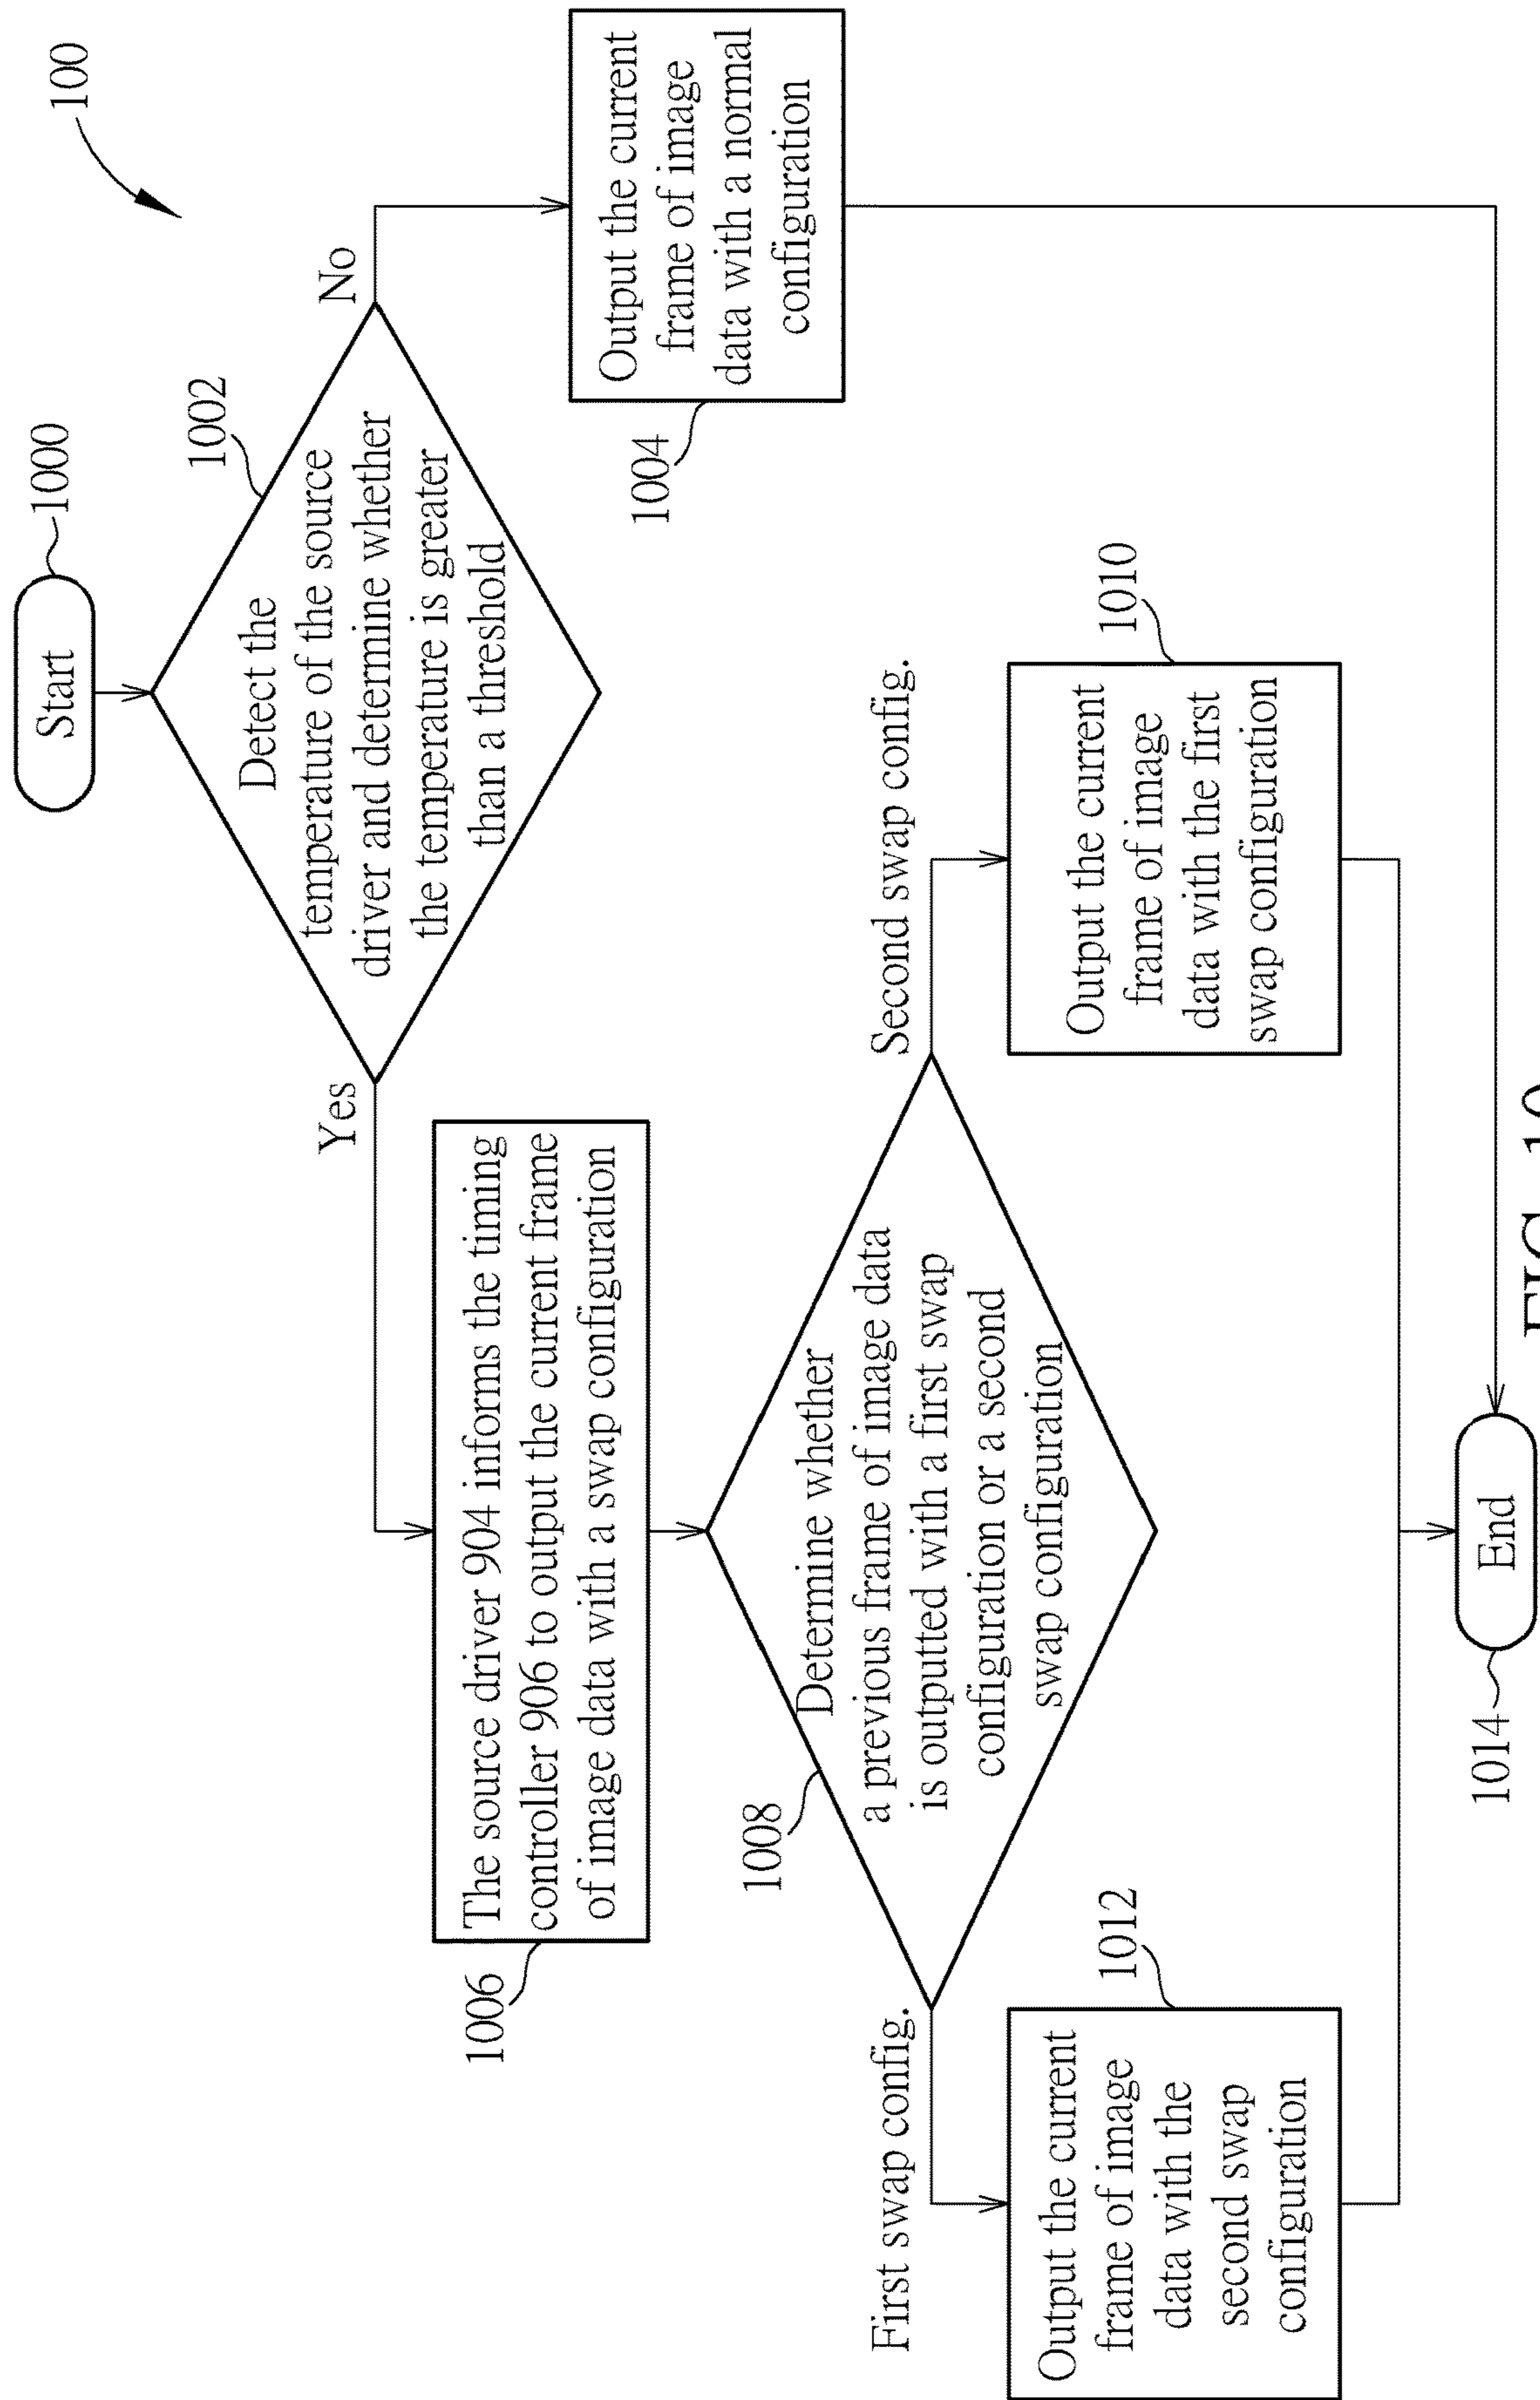 100
Start
1000
1002
Detect the
temperature of the source
driver and determine whether
the temperature is greater
than a threshold
Yes
No
1004
Output the current
frame of image
data with a normal
configuration
1006
The source driver 904 informs the timing
controller 906 to output the current frame
of image data with a swap configuration
1008
Determine whether
a previous frame of image data
is outputted with a first swap
configuration or a second
swap configuration
First swap config.
Second swap config.
1012
Output the current
frame of image
data with the
second swap
configuration
1010
Output the current
frame of image
data with the first
swap configuration
1014
End
FIG. 10